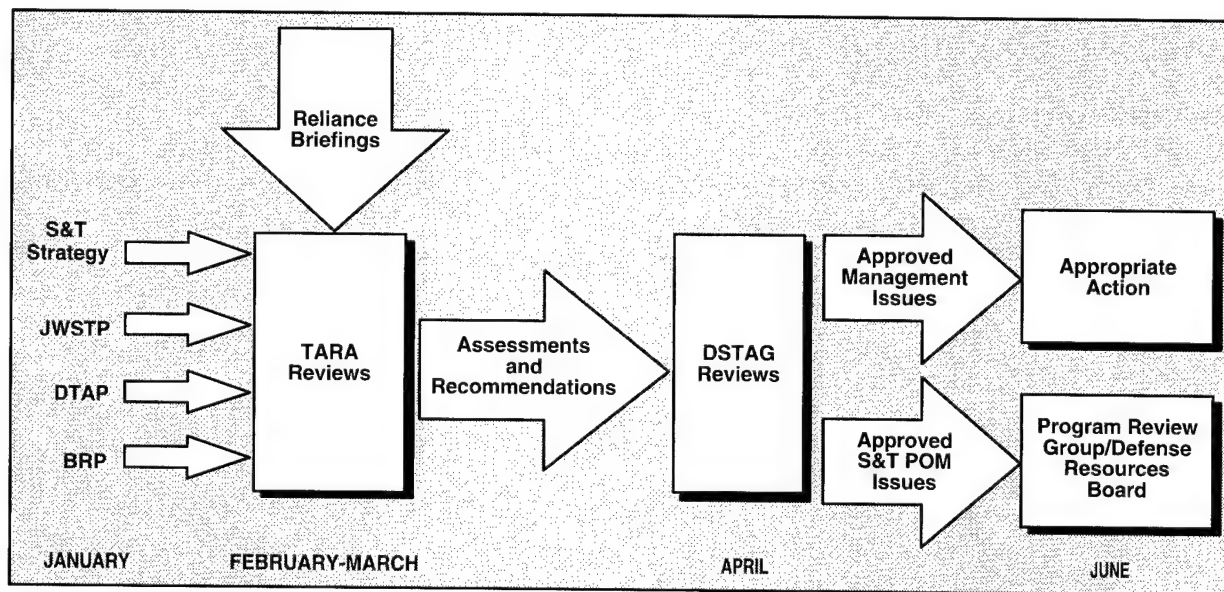 Reliance
Briefings
S&T
Strategy
JWSTP
DTAP
BRP
TARA
Reviews
Assessments
and
Recommendations
DSTAG
Reviews
Approved
Management
Issues
Approved
S&T POM
Issues
Appropriate
Action
Program Review
Group/Defense
Resources
Board
JANUARY
FEBRUARY-MARCH
APRIL
JUNE